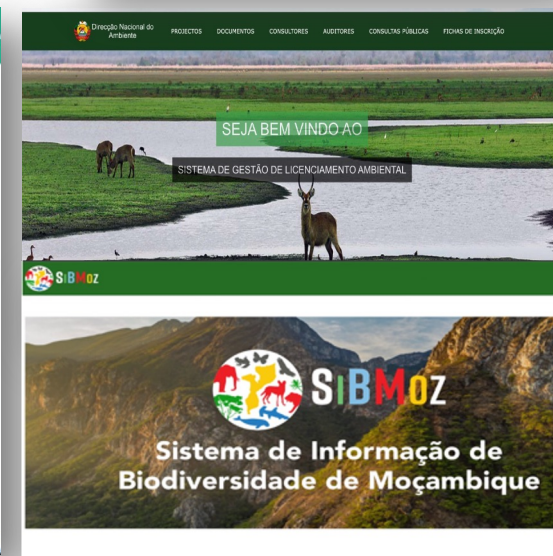 Direcção Nacional do
Ambiente
PROJECTOS DOCUMENTOS CONSULTORES AUDITORES CONSULTAS PÚBLICAS FICHAS DE INSCRIÇÃO
SEJA BEM VINDO AO
SISTEMA DE GESTÃO DE LICENCIAMENTO AMBIENTAL
SiBMOZ
SiBMOZ
Sistema de Informação de
Biodiversidade de Moçambique